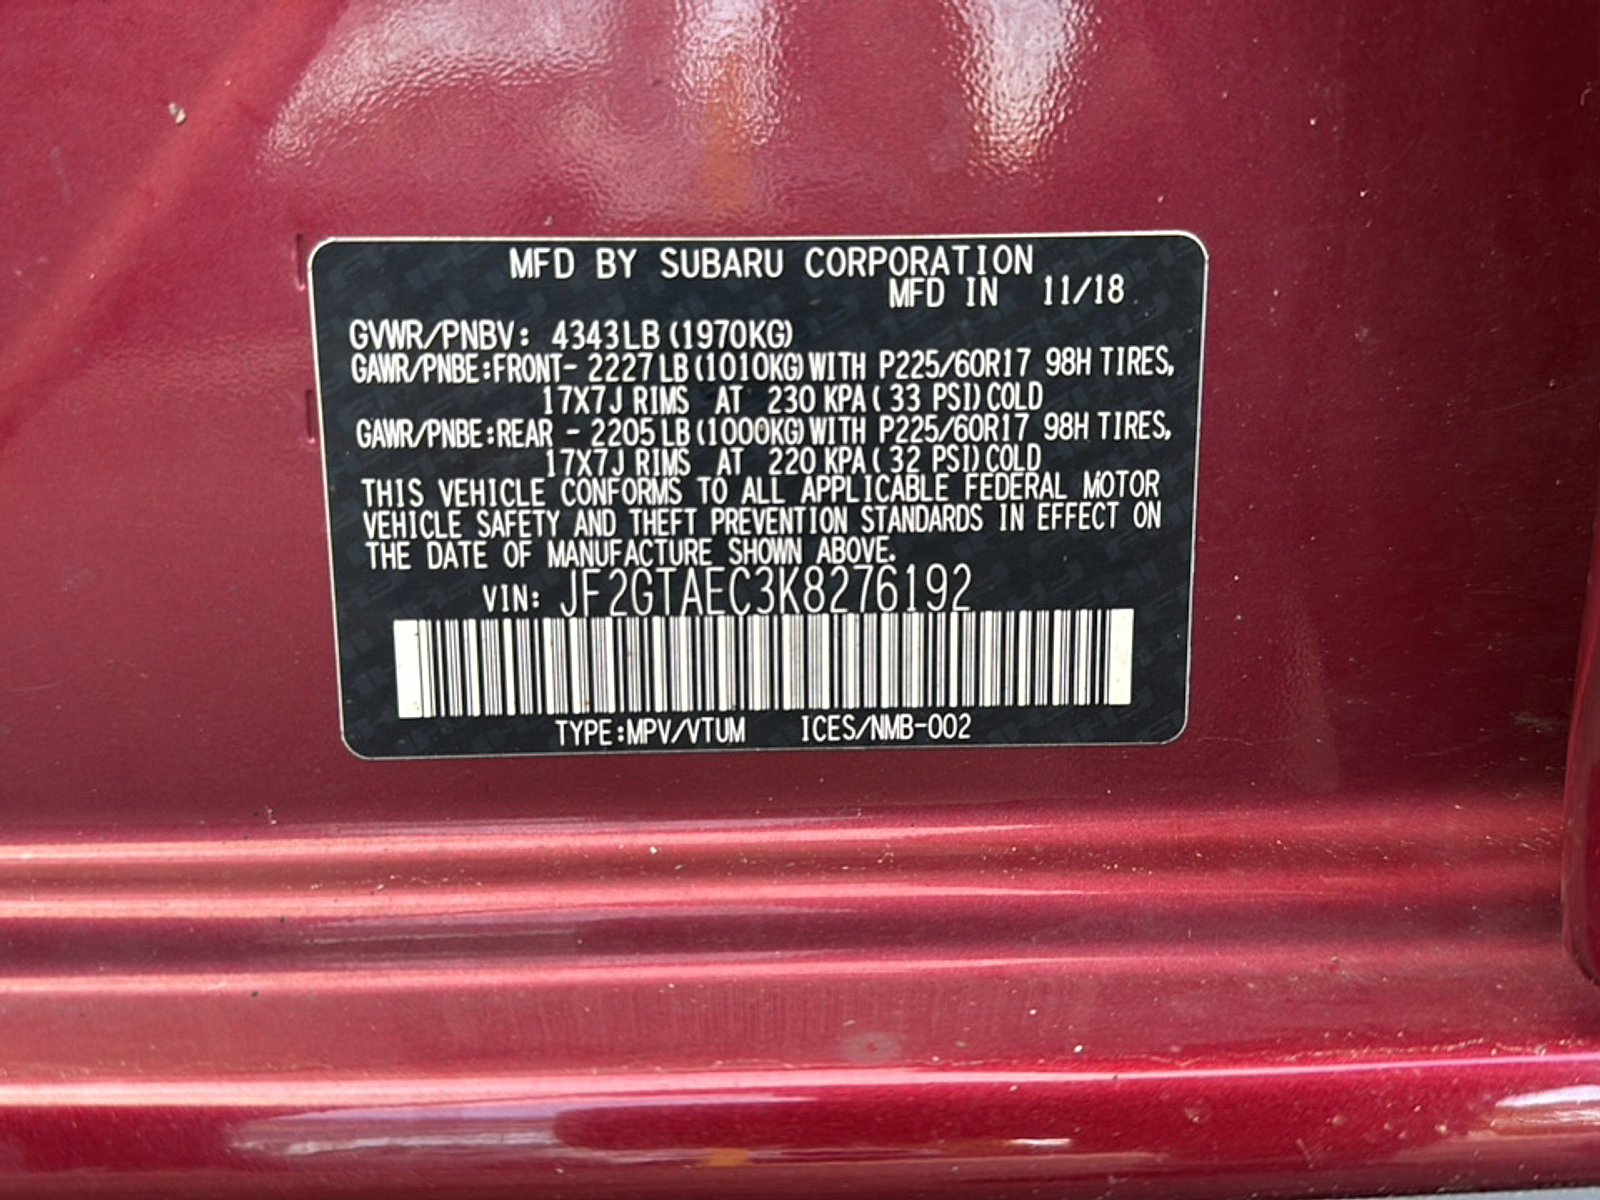 MFD BY SUBARU CORPORATION
MFD IN 11/18
GVWR/PNBV: 4343LB(1970KG)
GAWR/PNBE:FRONT- 2227LB(1010KG)WITH P225/60R17 98H TIRES,
17X7J RIMS AT 230 KPA(33 PSI)COLD
GAWR/PNBE:REAR - 2205LB(1000KG)WITH P225/60R17 98H TIRES,
17X7J RIMS AT 220 KPA(32 PSI)COLD
THIS VEHICLE CONFORMS TO ALL APPLICABLE FEDERAL MOTOR
VEHICLE SAFETY AND THEFT PREVENTION STANDARDS IN EFFECT ON
THE DATE OF MANUFACTURE SHOWN ABOVE.
VIN: JF2GTAEC3K8276192
TYPE:MPV/VTUM ICES/NMB-002